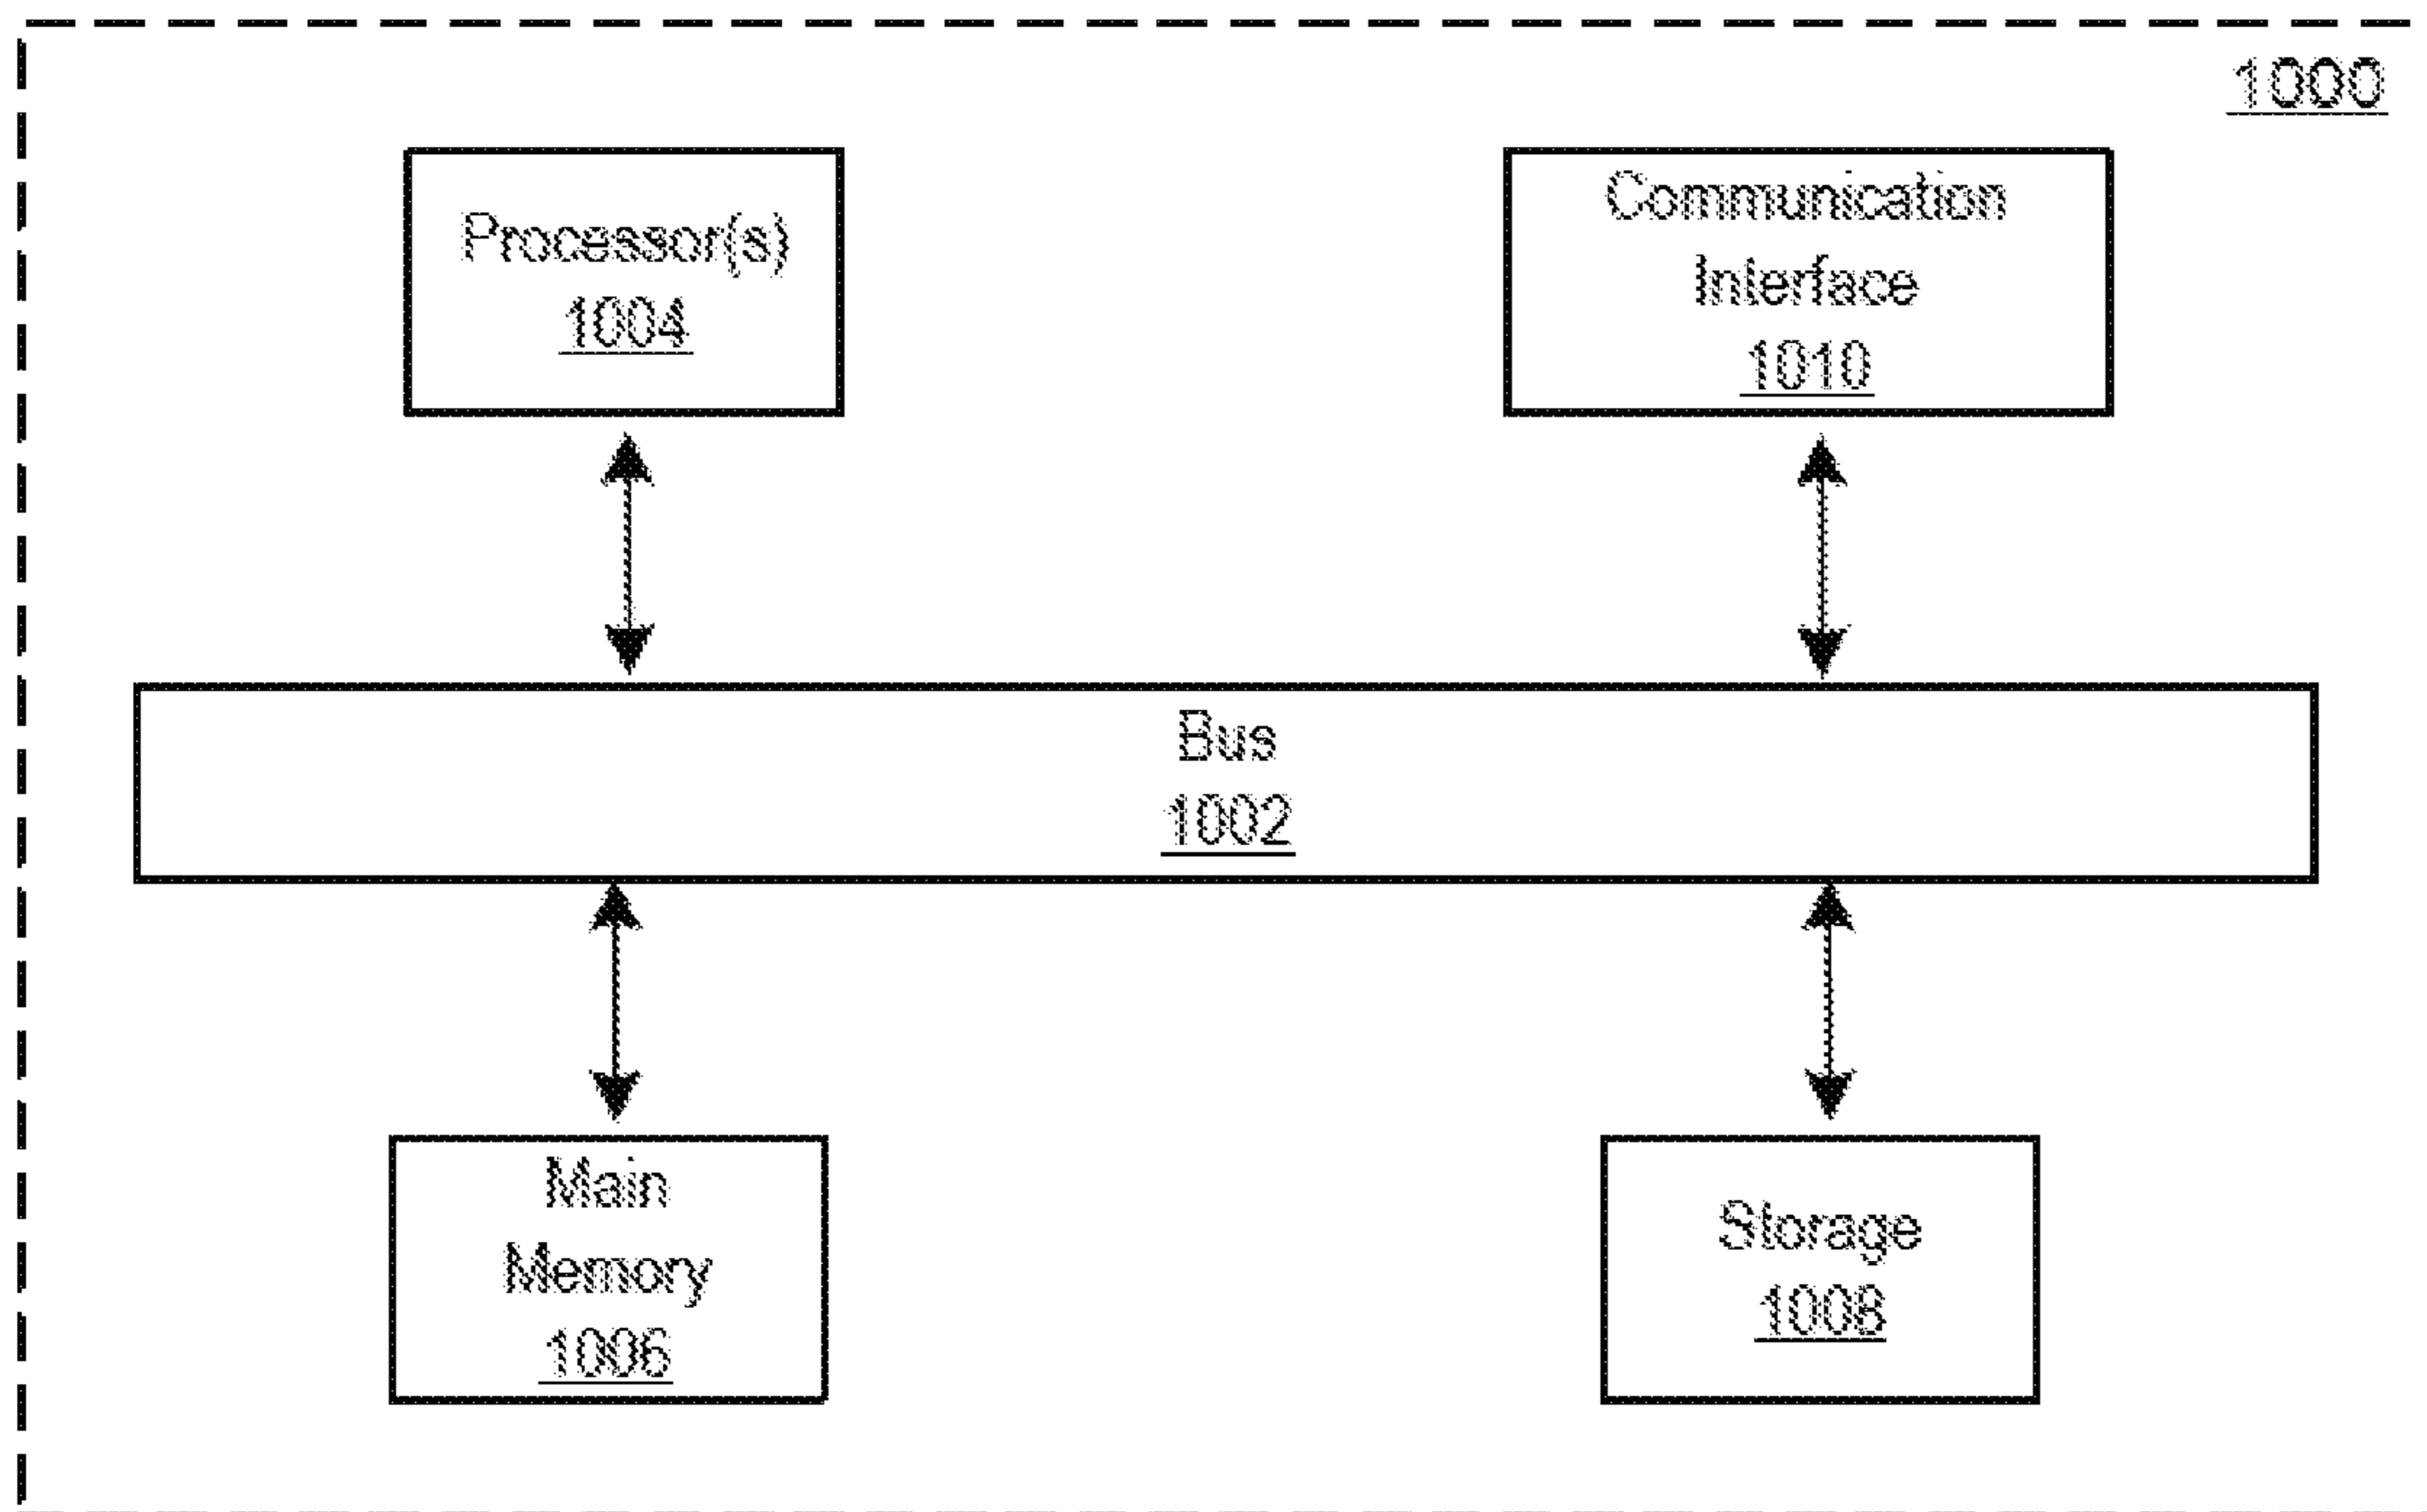 1000
Processor(s)
1004
Communication
Interface
1010
Bus
1002
Main
Memory
1006
Storage
1008